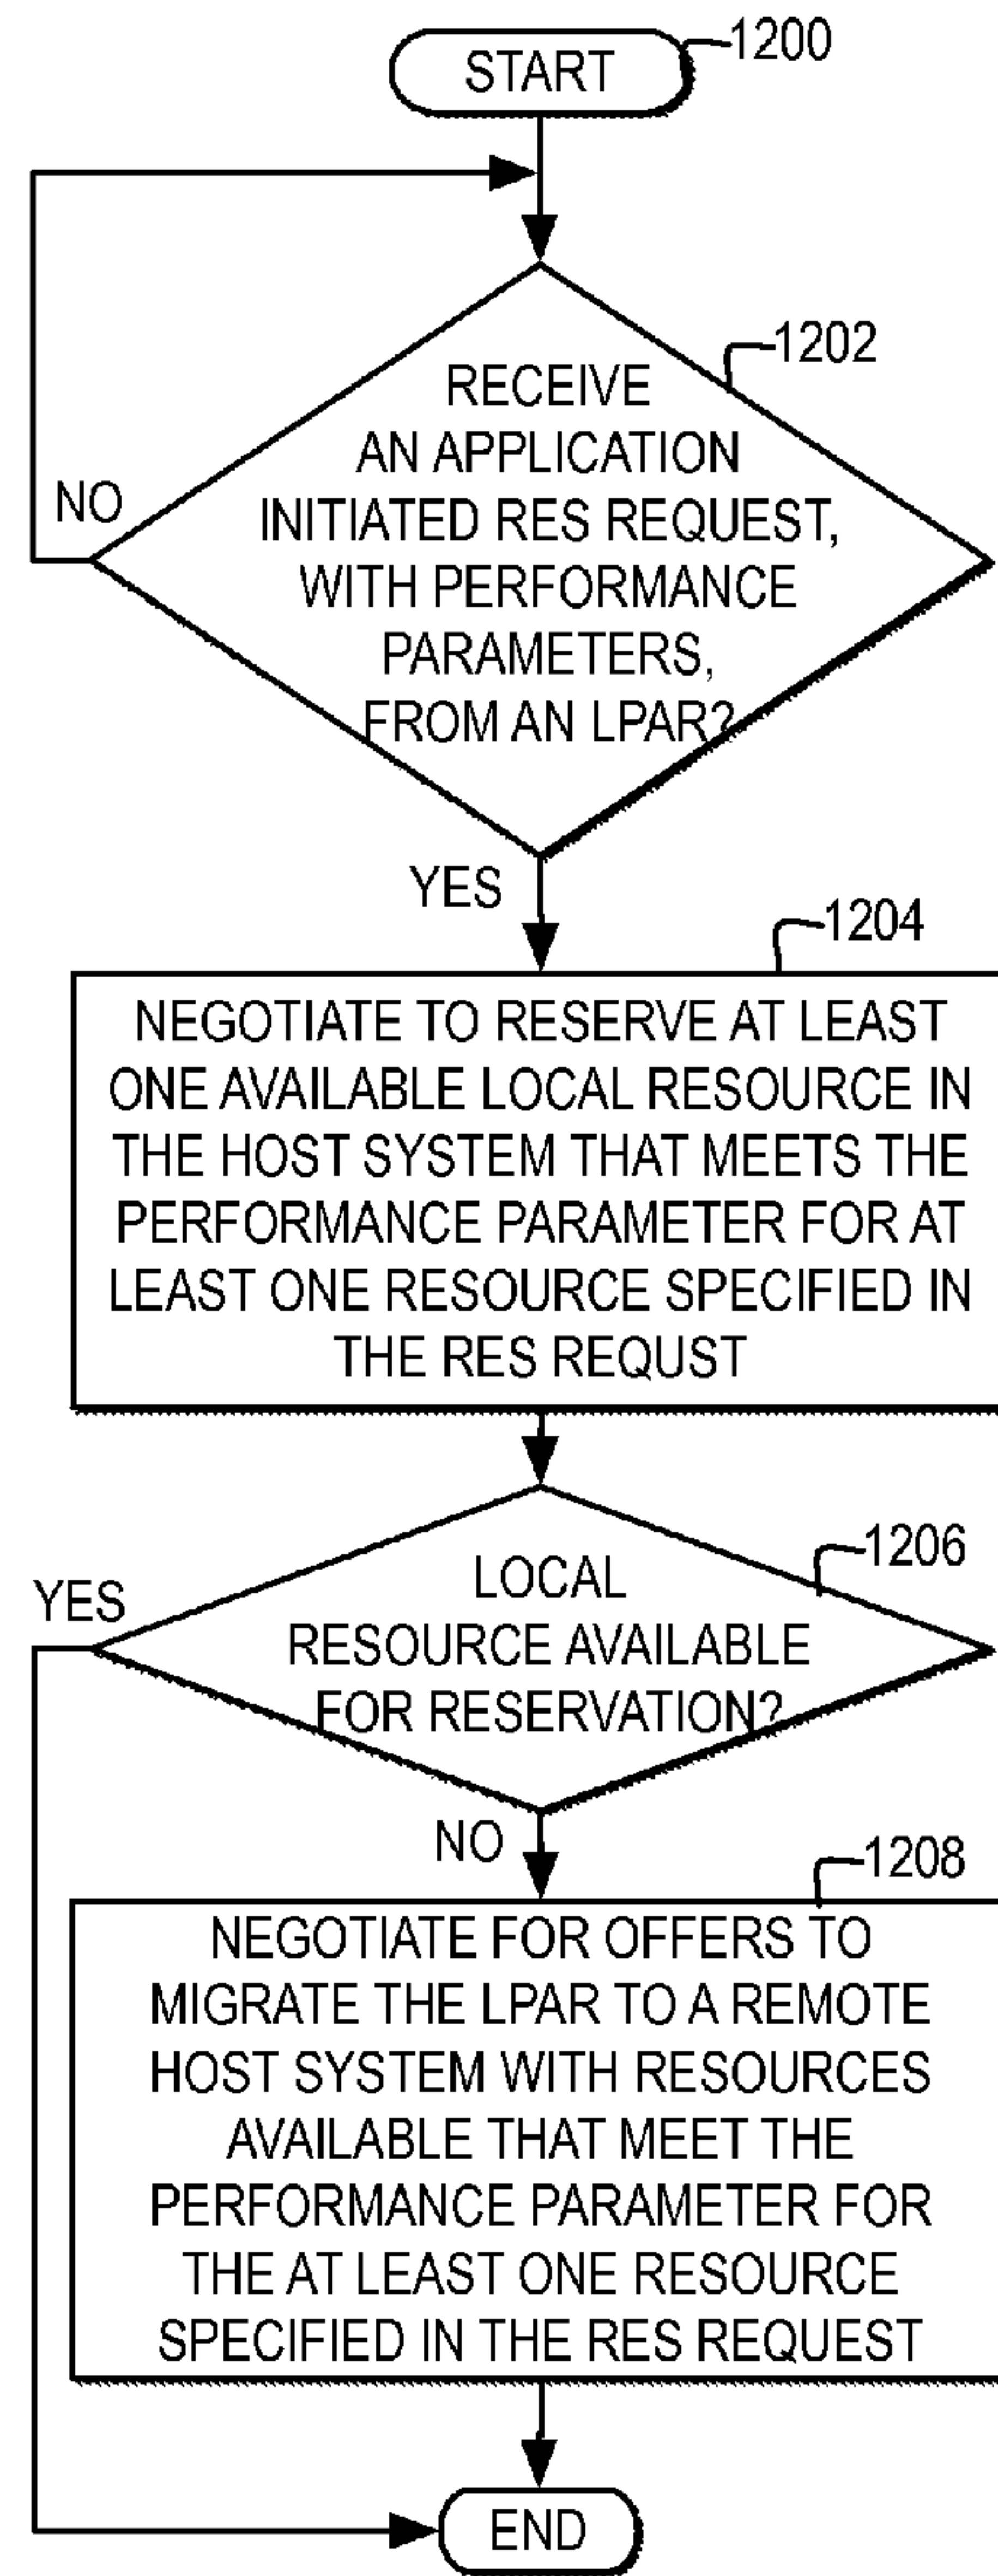 START
1200
1202
RECEIVE
AN APPLICATION
INITIATED RES REQUEST,
WITH PERFORMANCE
PARAMETERS,
FROM AN LPAR?
NO
YES
1204
NEGOTIATE TO RESERVE AT LEAST
ONE AVAILABLE LOCAL RESOURCE IN
THE HOST SYSTEM THAT MEETS THE
PERFORMANCE PARAMETER FOR AT
LEAST ONE RESOURCE SPECIFIED IN
THE RES REQUST
1206
LOCAL
RESOURCE AVAILABLE
FOR RESERVATION?
YES
NO
1208
NEGOTIATE FOR OFFERS TO
MIGRATE THE LPAR TO A REMOTE
HOST SYSTEM WITH RESOURCES
AVAILABLE THAT MEET THE
PERFORMANCE PARAMETER FOR
THE AT LEAST ONE RESOURCE
SPECIFIED IN THE RES REQUEST
END